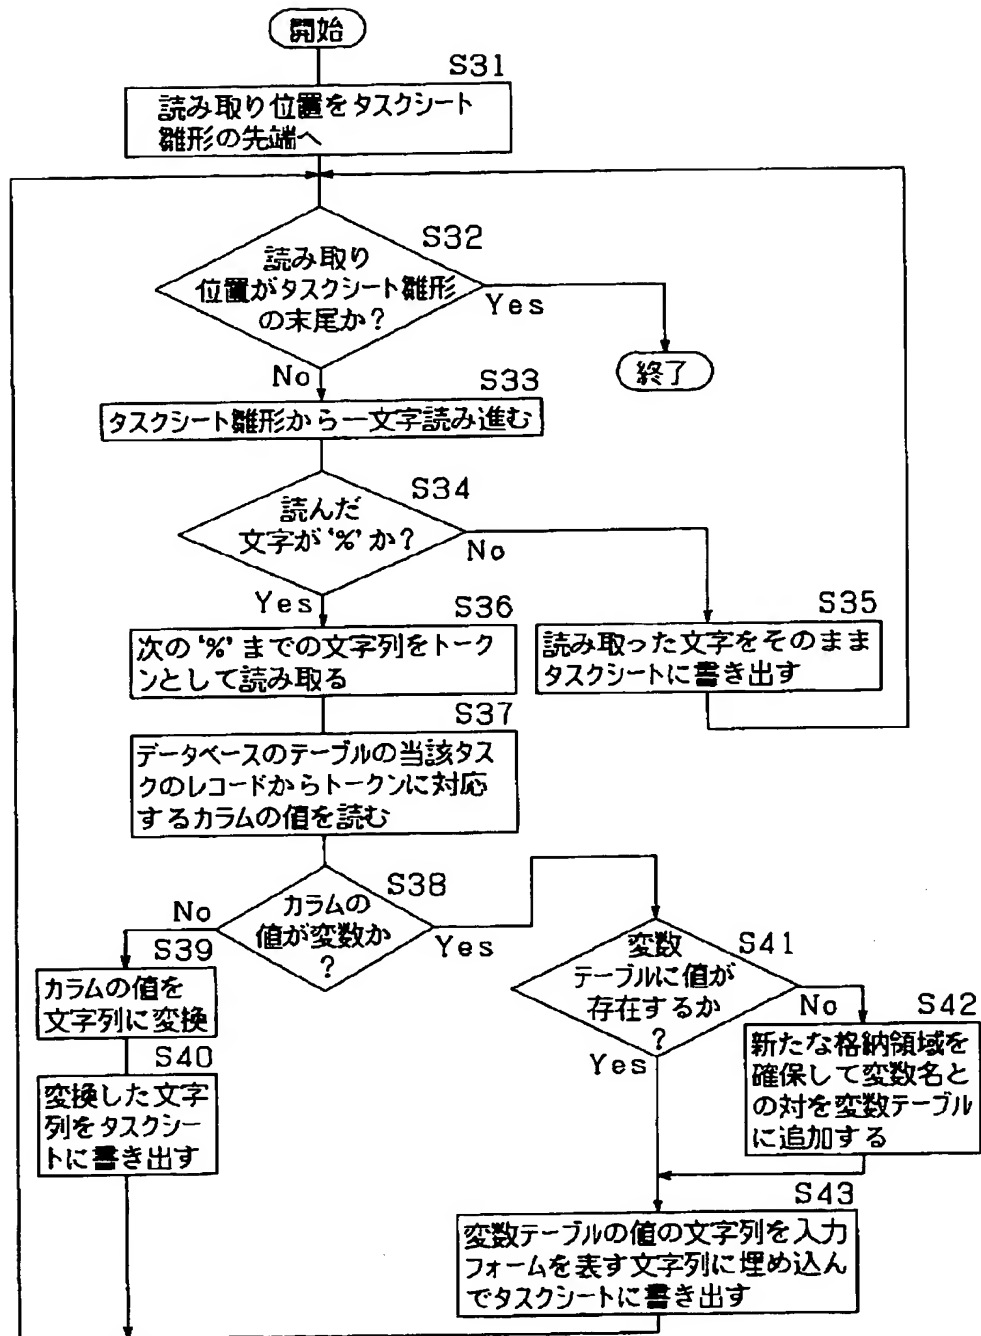 開始
S31
読み取り位置をタスクシート
雛形の先端へ
S32
読み取り
位置がタスクシート雛形
の末尾か?
Yes
終了
No
S33
タスクシート雛形から一文字読み進む
S34
読んだ
文字が'%'か?
No
Yes
S36
次の'%'までの文字列をトーク
ンとして読み取る
S35
読み取った文字をそのまま
タスクシートに書き出す
S37
データベースのテーブルの当該タス
クのレコードからトークンに対応
するカラムの値を読む
S38
カラムの
値が変数か
?
No
Yes
S39
カラムの値を
文字列に変換
S40
変換した文字
列をタスクシー
トに書き出す
S41
変数
テーブルに値が
存在するか
?
No
Yes
S42
新たな格納領域を
確保して変数名と
の対を変数テーブル
に追加する
S43
変数テーブルの値の文字列を入力
フォームを表す文字列に埋め込ん
でタスクシートに書き出す